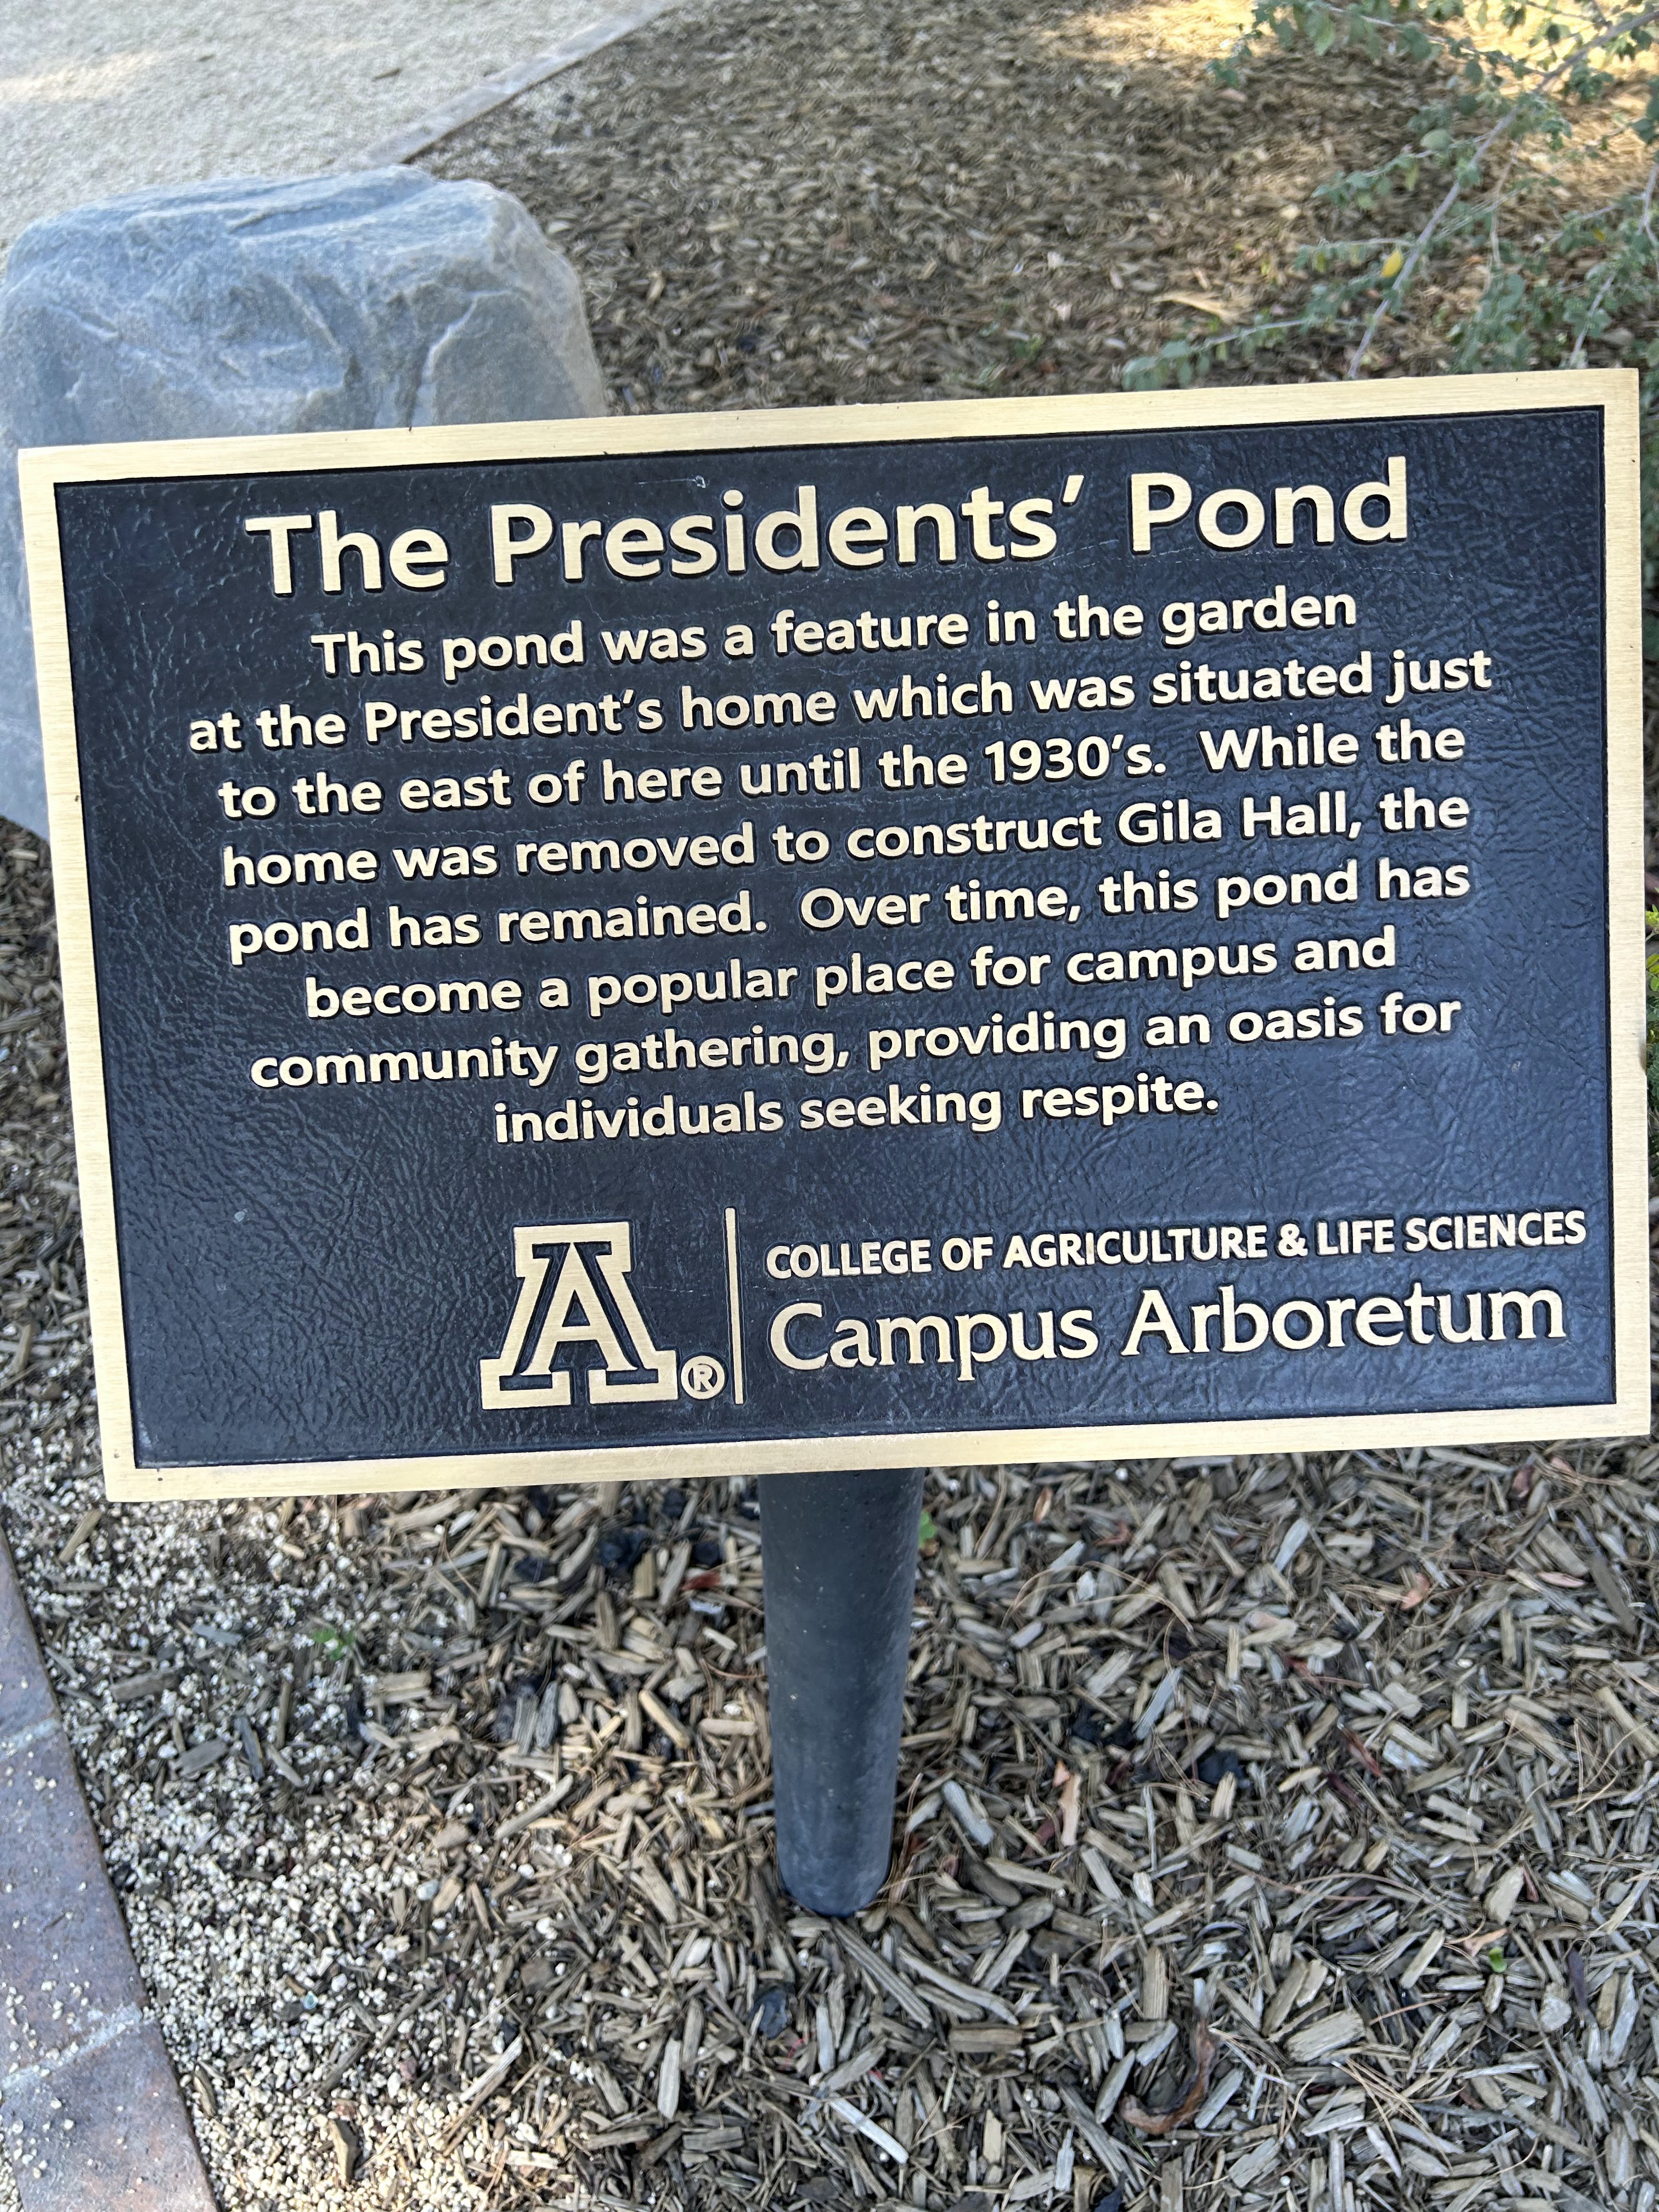 The Presidents’ Pond
This pond was a feature in the garden
at the President’s home which was situated just
to the east of here until the 1930’s. While the
home was removed to construct Gila Hall, the
pond has remained. Over time, this pond has
become a popular place for campus and
community gathering, providing an oasis for
individuals seeking respite.
A®
COLLEGE OF AGRICULTURE & LIFE SCIENCES
Campus Arboretum